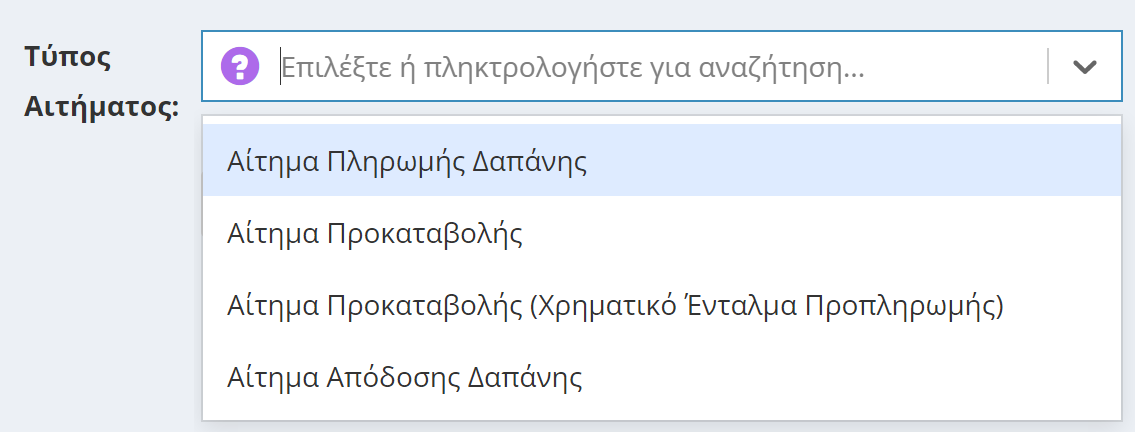 Τύπος
Αιτήματος:
Επιλέξτε ή πληκτρολογήστε για αναζήτηση...
Αίτημα Πληρωμής Δαπάνης
Αίτημα Προκαταβολής
Αίτημα Προκαταβολής (Χρηματικό Ένταλμα Προπληρωμής)
Αίτημα Απόδοσης Δαπάνης